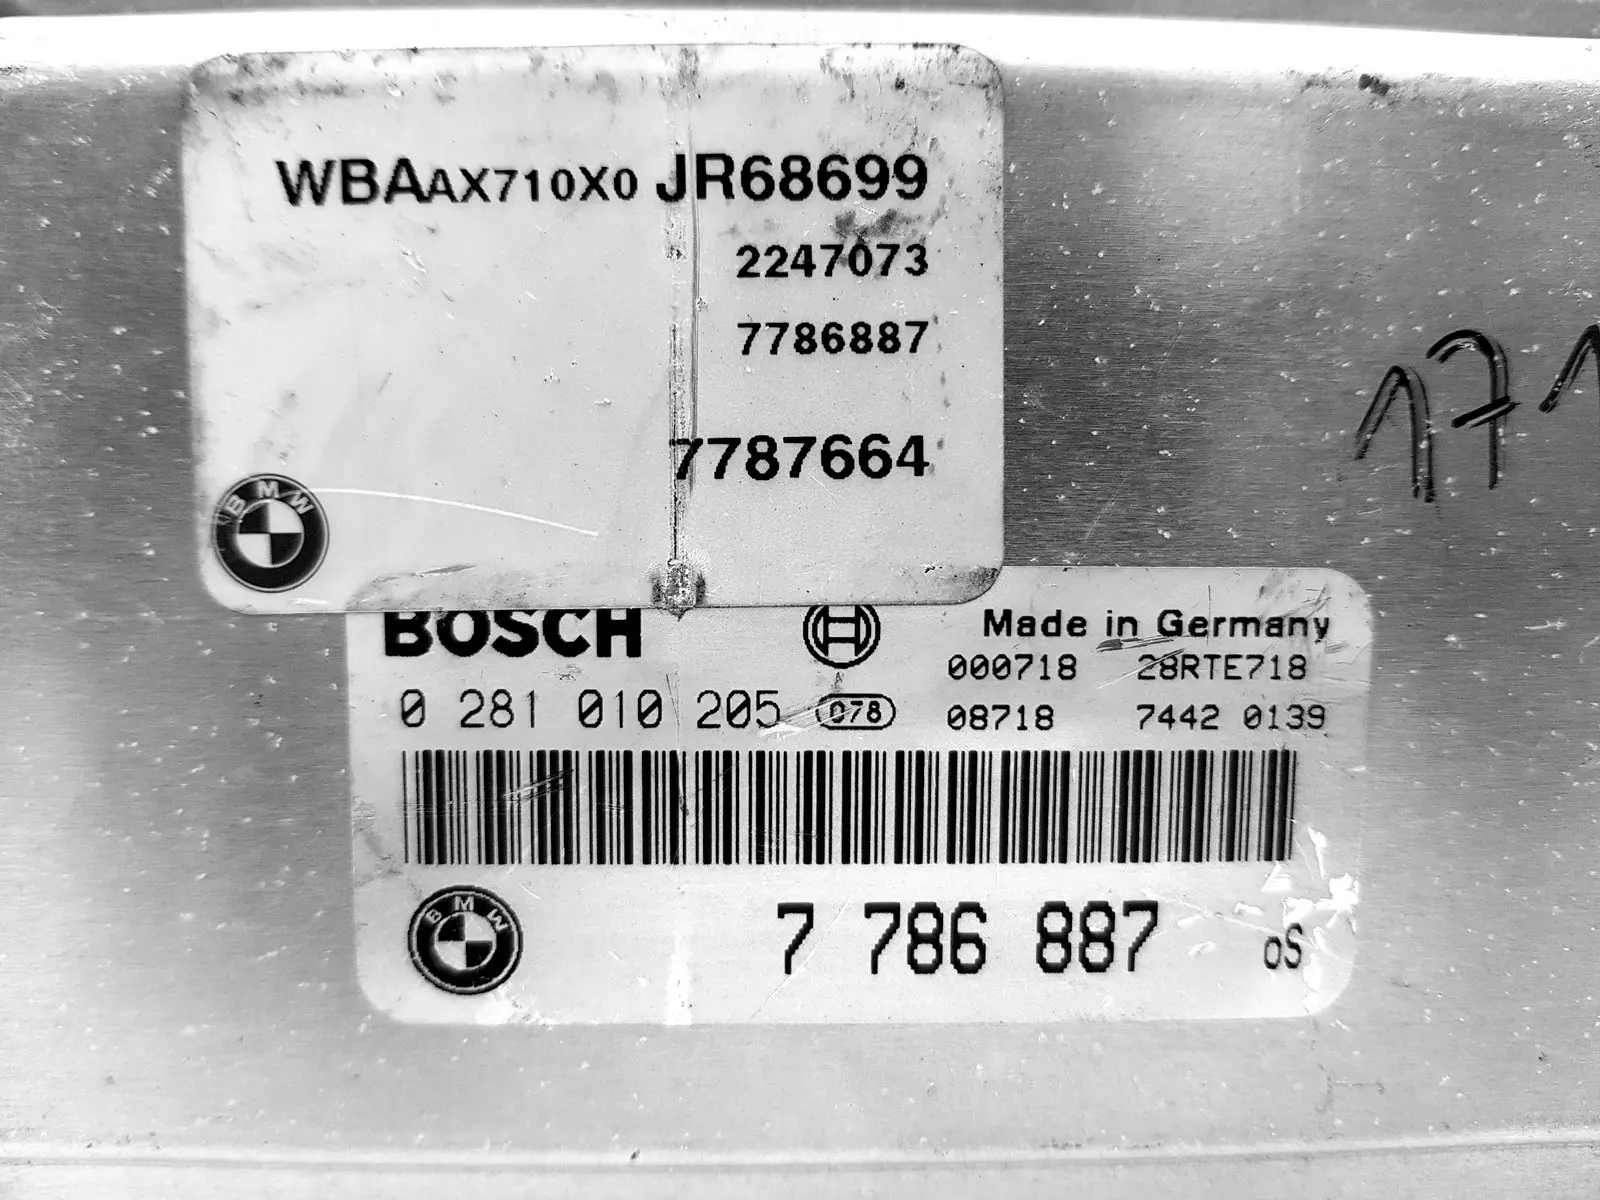 WBAAX710X0 JR68699
2247073
7786887
7787664
BMW
171
BOSCH
Made in Germany
000718 28RTE718
0 281 010 205 078 08718 7442 0139
BMW
7 786 887 oS